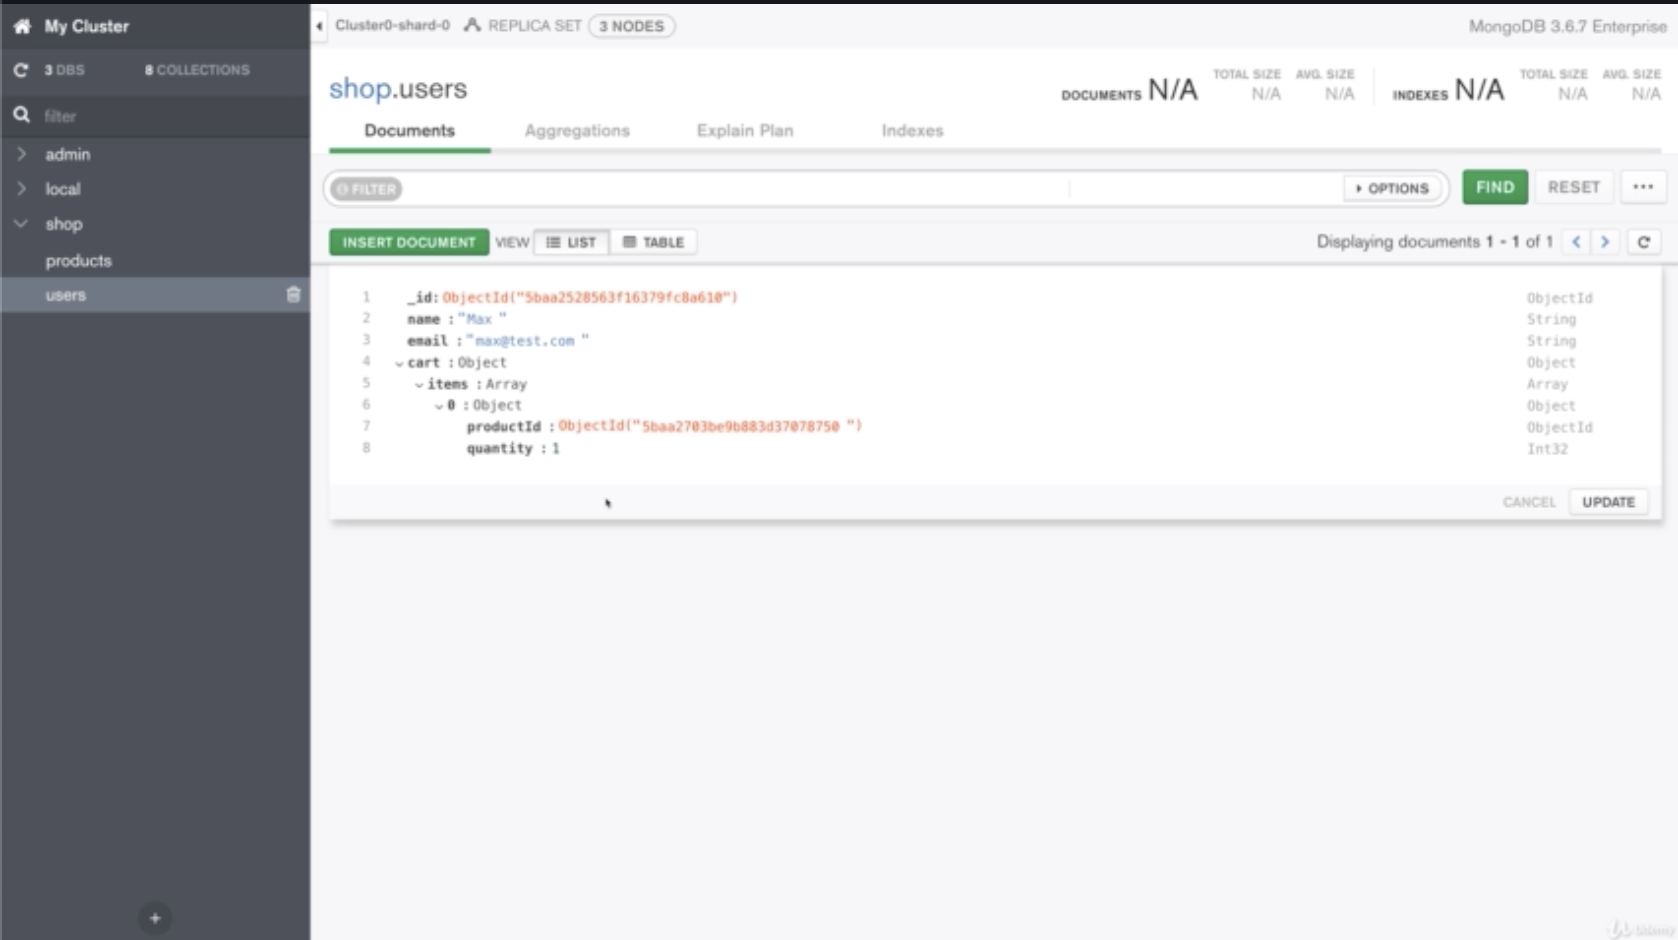 My Cluster
3 DBS 8 COLLECTIONS
filter
admin
local
shop
products
users
Cluster0-shard-0 REPLICA SET 3 NODES MongoDB 3.6.7 Enterprise
shop.users
DOCUMENTS N/A TOTAL SIZE N/A AVG. SIZE N/A INDEXES N/A TOTAL SIZE N/A AVG. SIZE N/A
Documents Aggregations Explain Plan Indexes
FILTER OPTIONS FIND RESET ...
INSERT DOCUMENT VIEW LIST TABLE Displaying documents 1 - 1 of 1
1 _id: ObjectId("5baa2528563f16379fc8a610") ObjectId
2 name : "Max " String
3 email : "max@test.com " String
4 cart : Object Object
5 items : Array Array
6 0 : Object Object
7 productId : ObjectId("5baa2703be9b883d37078750 ") ObjectId
8 quantity : 1 Int32
CANCEL UPDATE
Udemy